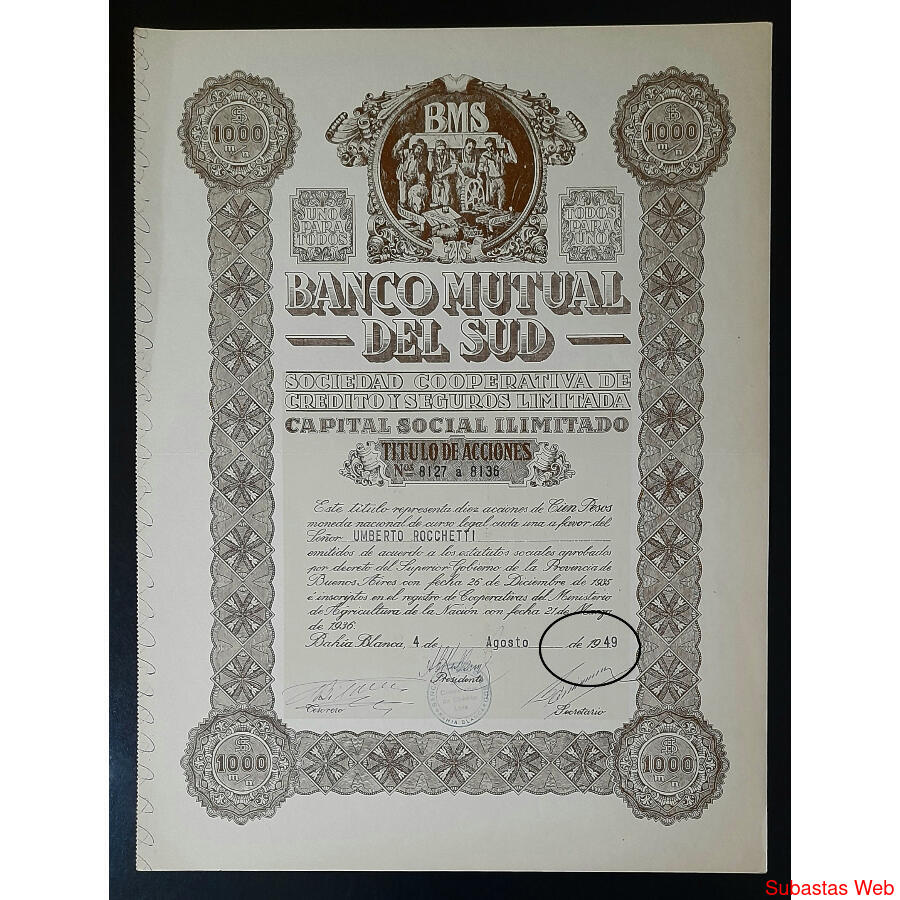 BMS
$ 1000 m/n
$ 1000 m/n
UNO PARA TODOS
TODOS PARA UNO
BANCO MUTUAL
DEL SUD
SOCIEDAD COOPERATIVA DE
CREDITO Y SEGUROS LIMITADA
CAPITAL SOCIAL ILIMITADO
TITULO DE ACCIONES
Nos 8127 a 8136
Este titulo representa diez acciones de Cien Pesos
moneda nacional de curso legal cada una a favor del
Señor UMBERTO ROCCHETTI
emitidos de acuerdo a los estatutos sociales aprobados
por decreto del Superior Gobierno de la Provincia de
Buenos Aires con fecha 26 de Diciembre de 1935
é inscriptos en el registro de Cooperativas del Ministerio
de Agricultura de la Nación con fecha 21 de Marzo
de 1936.
Bahia Blanca, 4 de Agosto de 1949
Presidente
Tesorero
Secretario
$ 1000 m/n
$ 1000 m/n
Subastas Web